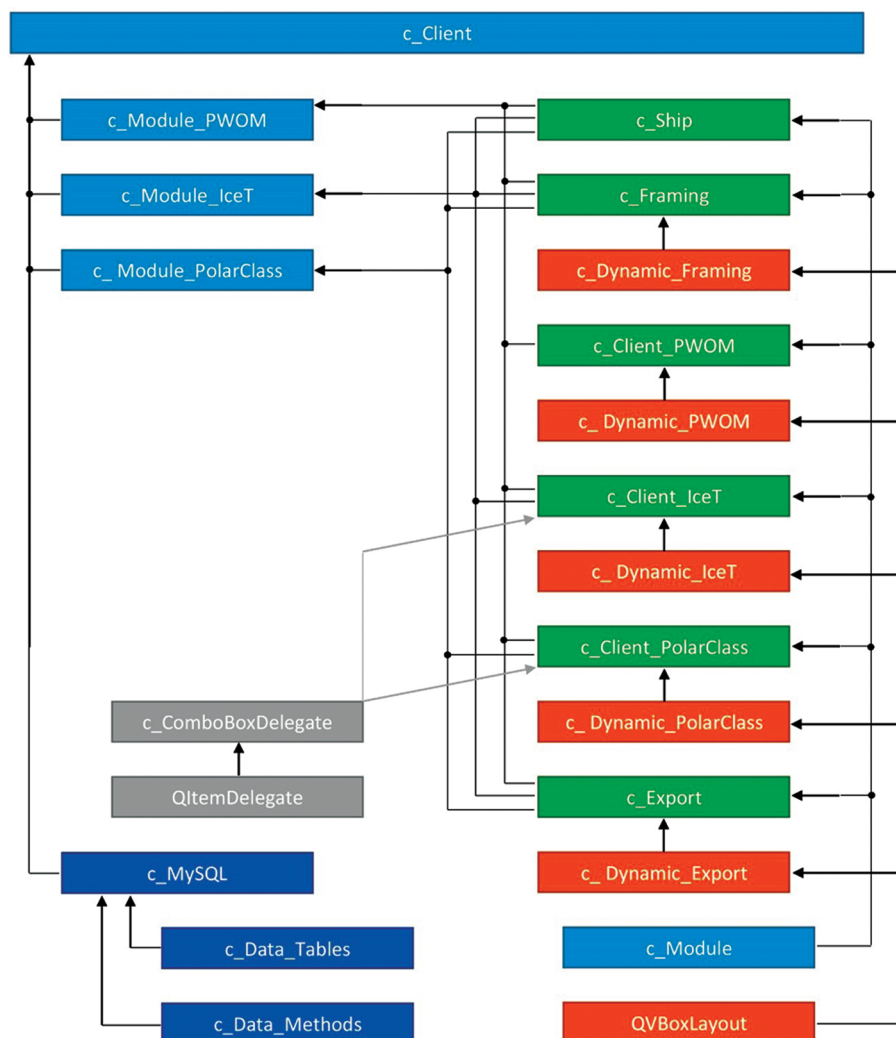 c_Client
c_Module_PWOM
c_Ship
c_Module_IceT
c_Framing
c_ Module_PolarClass
c_Dynamic_Framing
c_Client_PWOM
c_ Dynamic_PWOM
c_Client_IceT
c_ Dynamic_IceT
c_Client_PolarClass
c_ComboBoxDelegate
c_ Dynamic_PolarClass
QItemDelegate
c_Export
c_MySQL
c_ Dynamic_Export
c_Data_Tables
c_Module
c_Data_Methods
QVBoxLayout